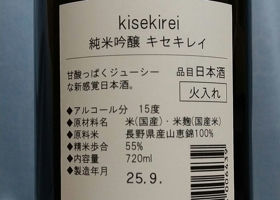 kisekirei
純米吟醸 キセキレイ
甘酸っぱくジューシー
な新感覚日本酒。
品目日本酒
火入れ
◆アルコール分 15度
◆原材料名 米(国産)・米麹(国産米)
◆原料米 長野県産山恵錦100%
◆精米歩合 55%
◆内容量 720ml
◆製造年月 25.9.